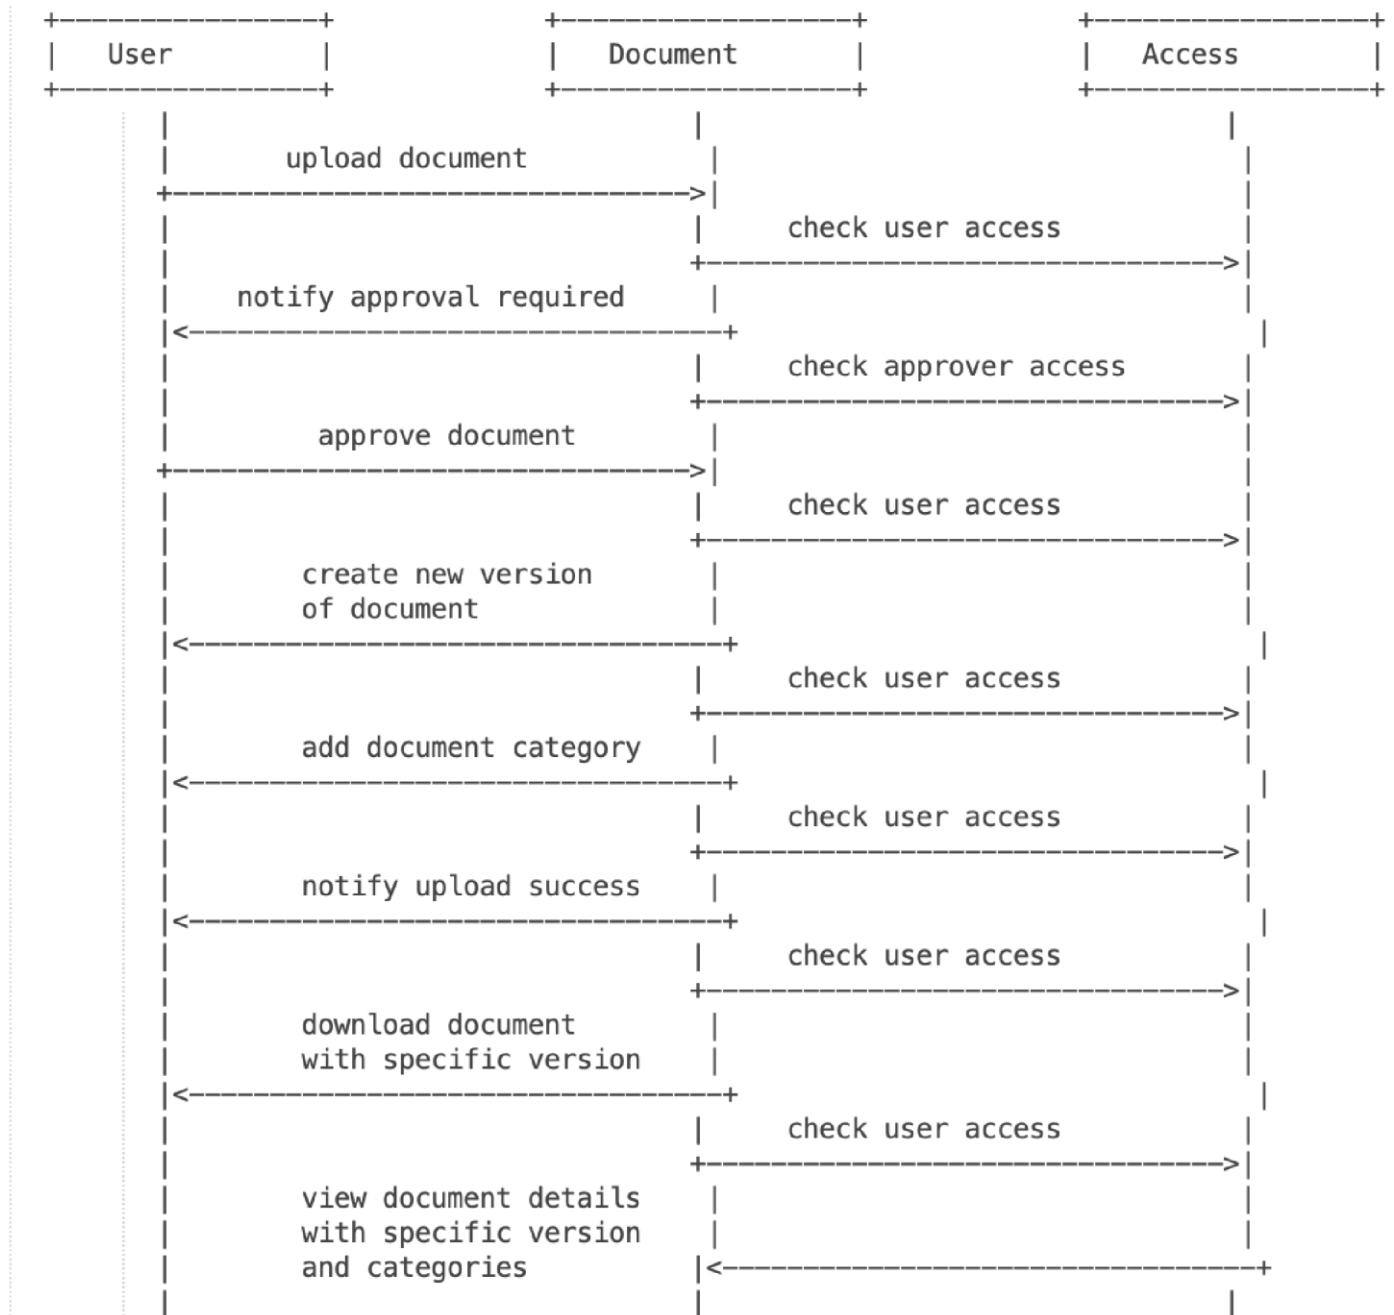 User Document Access
upload document
check user access
notify approval required
check approver access
approve document
check user access
create new version
of document
check user access
add document category
check user access
notify upload success
check user access
download document
with specific version
check user access
view document details
with specific version
and categories